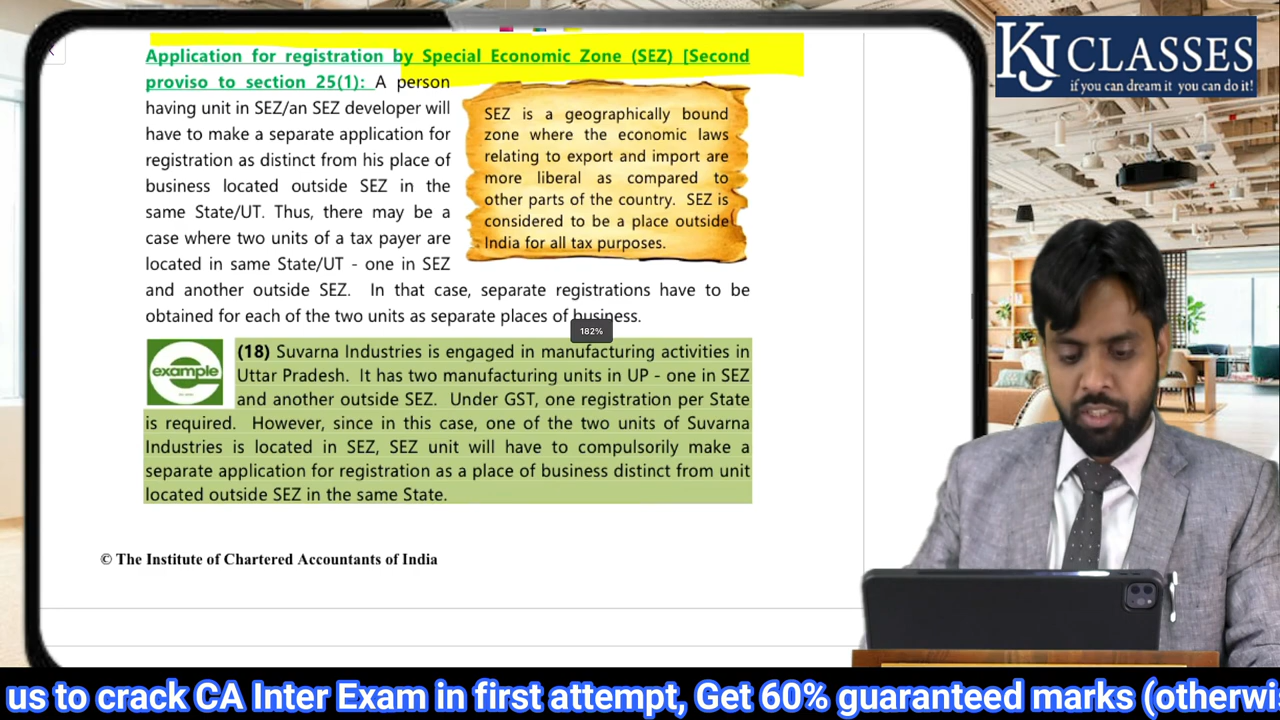 Application for registration by Special Economic Zone (SEZ) [Second
proviso to section 25(1): A person
having unit in SEZ/an SEZ developer will
have to make a separate application for
registration as distinct from his place of
business located outside SEZ in the
same State/UT. Thus, there may be a
case where two units of a tax payer are
located in same State/UT - one in SEZ
and another outside SEZ. In that case, separate registrations have to be
obtained for each of the two units as separate places of business.
SEZ is a geographically bound
zone where the economic laws
relating to export and import are
more liberal as compared to
other parts of the country. SEZ is
considered to be a place outside
India for all tax purposes.
182%
example
(18) Suvarna Industries is engaged in manufacturing activities in
Uttar Pradesh. It has two manufacturing units in UP - one in SEZ
and another outside SEZ. Under GST, one registration per State
is required. However, since in this case, one of the two units of Suvarna
Industries is located in SEZ, SEZ unit will have to compulsorily make a
separate application for registration as a place of business distinct from unit
located outside SEZ in the same State.
© The Institute of Chartered Accountants of India
KJ CLASSES
if you can dream it you can do it!
us to crack CA Inter Exam in first attempt, Get 60% guaranteed marks (otherwi